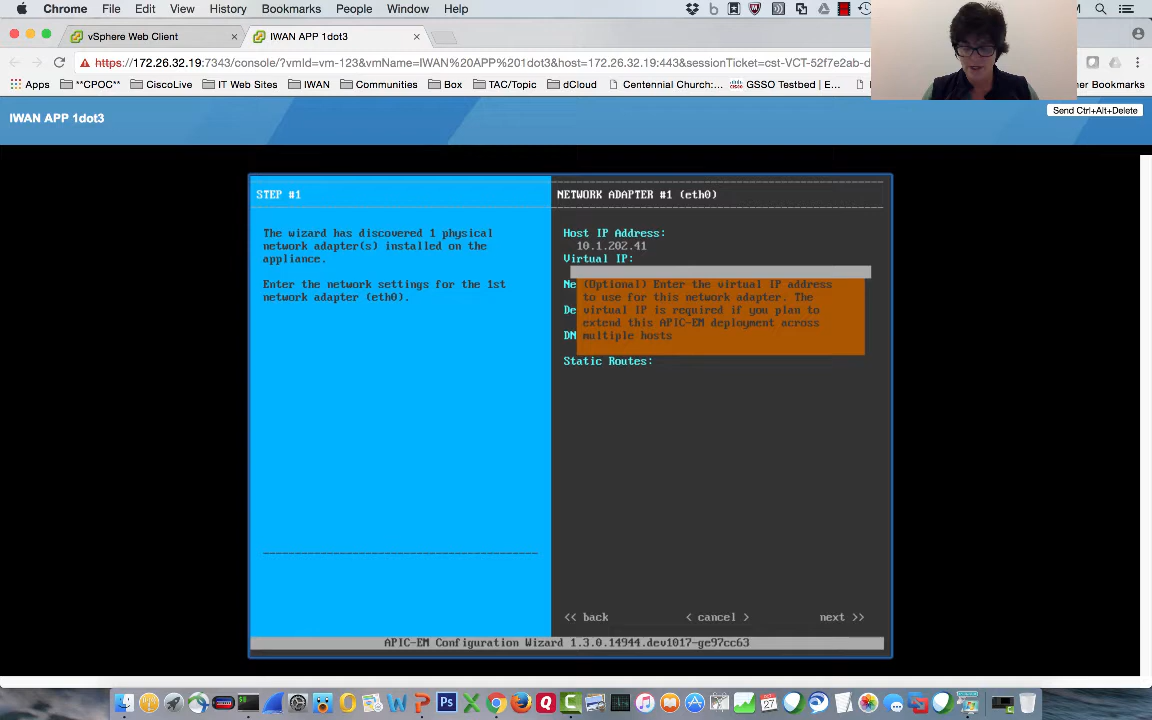 Chrome File Edit View History Bookmarks People Window Help
vSphere Web Client
IWAN APP 1dot3
https://172.26.32.19:7343/console/?vmId=vm-123&vmName=IWAN%20APP%201dot3&host=172.26.32.19:443&sessionTicket=cst-VCT-52f7e2ab-d
Apps **CPOC** CiscoLive IT Web Sites IWAN Communities Box TAC/Topic dCloud Centennial Church:... GSSO Testbed | E... er Bookmarks
IWAN APP 1dot3
Send Ctrl+Alt+Delete
STEP #1
The wizard has discovered 1 physical
network adapter(s) installed on the
appliance.
Enter the network settings for the 1st
network adapter (eth0).
NETWORK ADAPTER #1 (eth0)
Host IP Address:
10.1.202.41
Virtual IP:
Ne (Optional) Enter the virtual IP address
to use for this network adapter. The
De virtual IP is required if you plan to
extend this APIC-EM deployment across
DN multiple hosts
Static Routes:
<< back < cancel > next >>
APIC-EM Configuration Wizard 1.3.0.14944.dev1017-ge97cc63